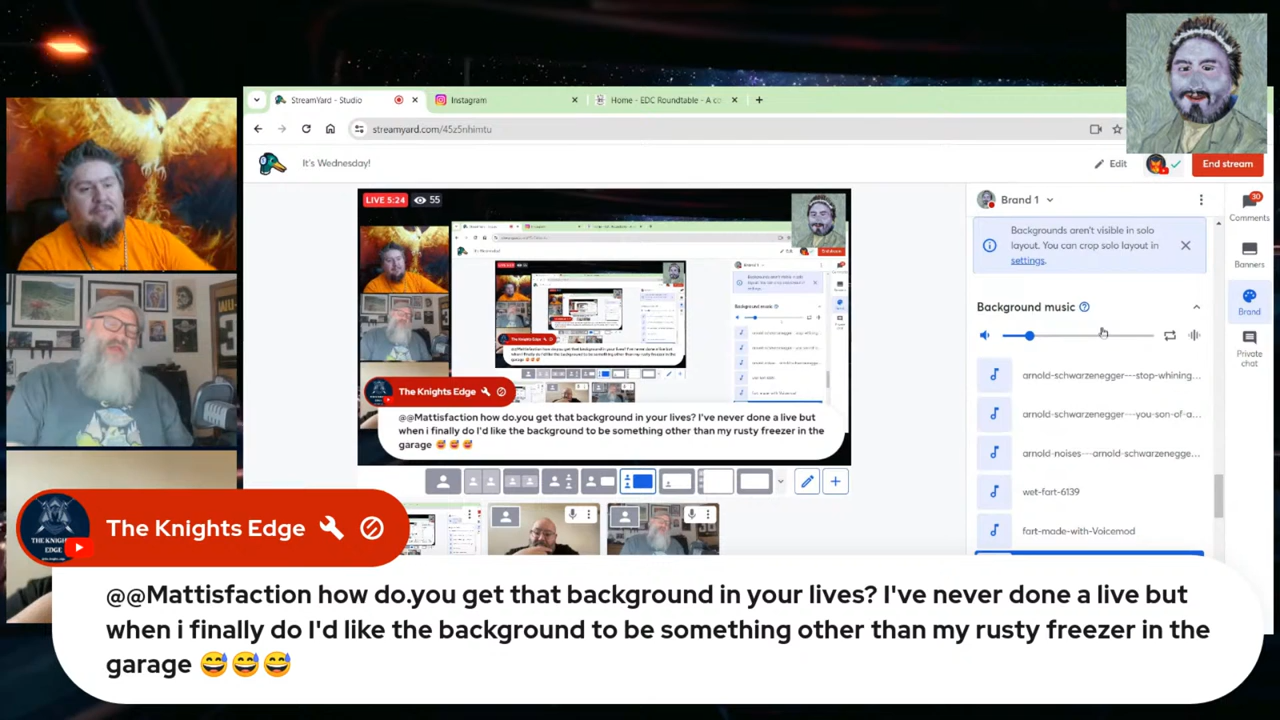 StreamYard - Studio
Instagram
Home - EDC Roundtable - A co
streamyard.com/45z5nhimtu
It's Wednesday!
Edit
End stream
LIVE 5:24
55
The Knights Edge
@@Mattisfaction how do.you get that background in your lives? I've never done a live but
when i finally do I'd like the background to be something other than my rusty freezer in the
garage 😅😅😅
Brand 1
Backgrounds aren't visible in solo
layout. You can crop solo layout in
settings.
Background music
arnold-schwarzenegger---stop-whining...
arnold-schwarzenegger---you-son-of-a...
arnold-noises---arnold-schwarzenegge...
wet-fart-6139
fart-made-with-Voicemod
30
Comments
Banners
Brand
Private
chat
THE KNIGHTS
EDGE
The Knights Edge
@@Mattisfaction how do.you get that background in your lives? I've never done a live but
when i finally do I'd like the background to be something other than my rusty freezer in the
garage 😅😅😅